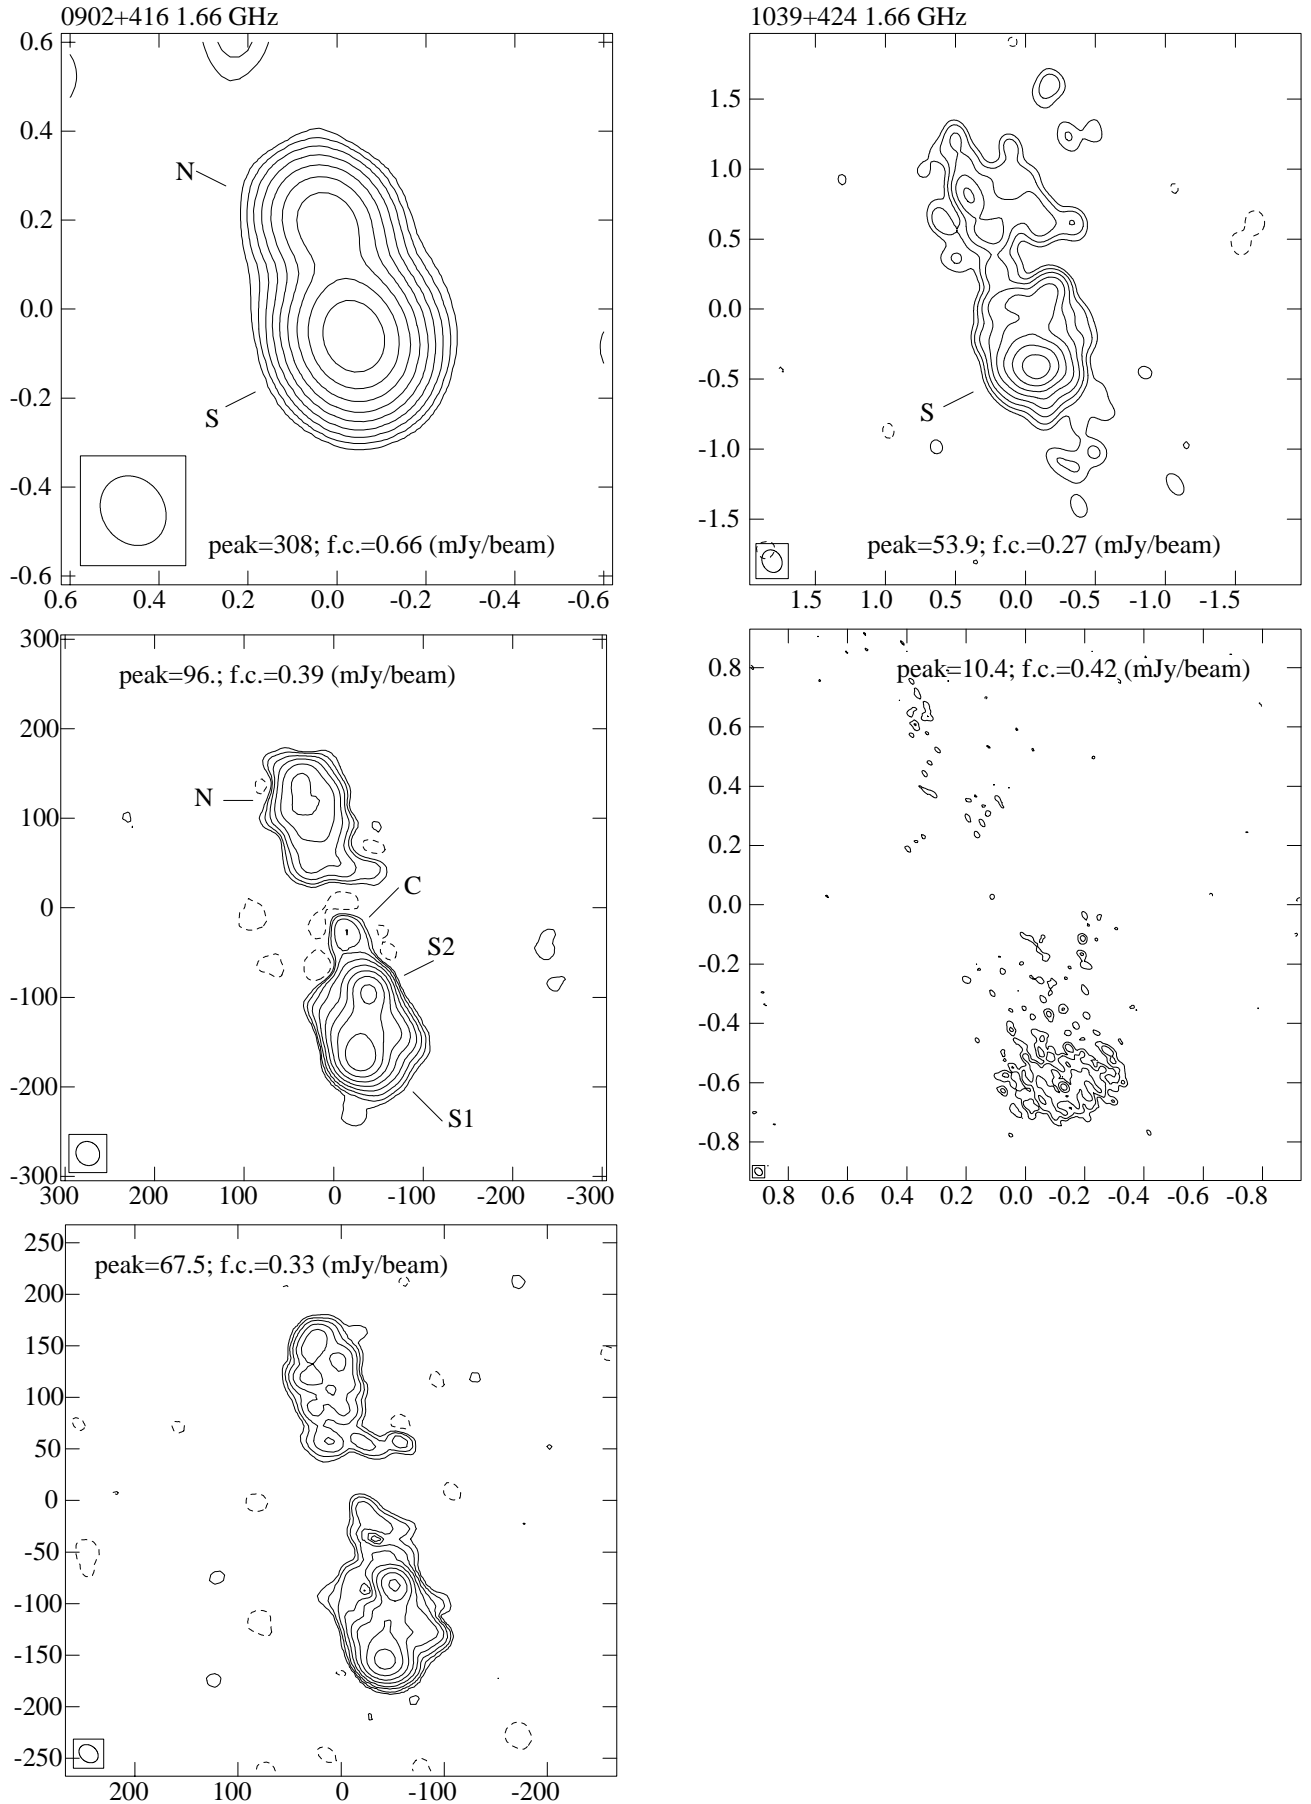 0902+416 1.66 GHz
0.6
0.4
0.2
0.0
-0.2
-0.4
-0.6
N
S
peak=308; f.c.=0.66 (mJy/beam)
0.6 0.4 0.2 0.0 -0.2 -0.4 -0.6
1039+424 1.66 GHz
1.5
1.0
0.5
0.0
-0.5
-1.0
-1.5
S
peak=53.9; f.c.=0.27 (mJy/beam)
1.5 1.0 0.5 0.0 -0.5 -1.0 -1.5
300
200
100
0
-100
-200
-300
peak=96.; f.c.=0.39 (mJy/beam)
N
C
S2
S1
300 200 100 0 -100 -200 -300
0.8
0.6
0.4
0.2
0.0
-0.2
-0.4
-0.6
-0.8
peak=10.4; f.c.=0.42 (mJy/beam)
0.8 0.6 0.4 0.2 0.0 -0.2 -0.4 -0.6 -0.8
250
200
150
100
50
0
-50
-100
-150
-200
-250
peak=67.5; f.c.=0.33 (mJy/beam)
200 100 0 -100 -200